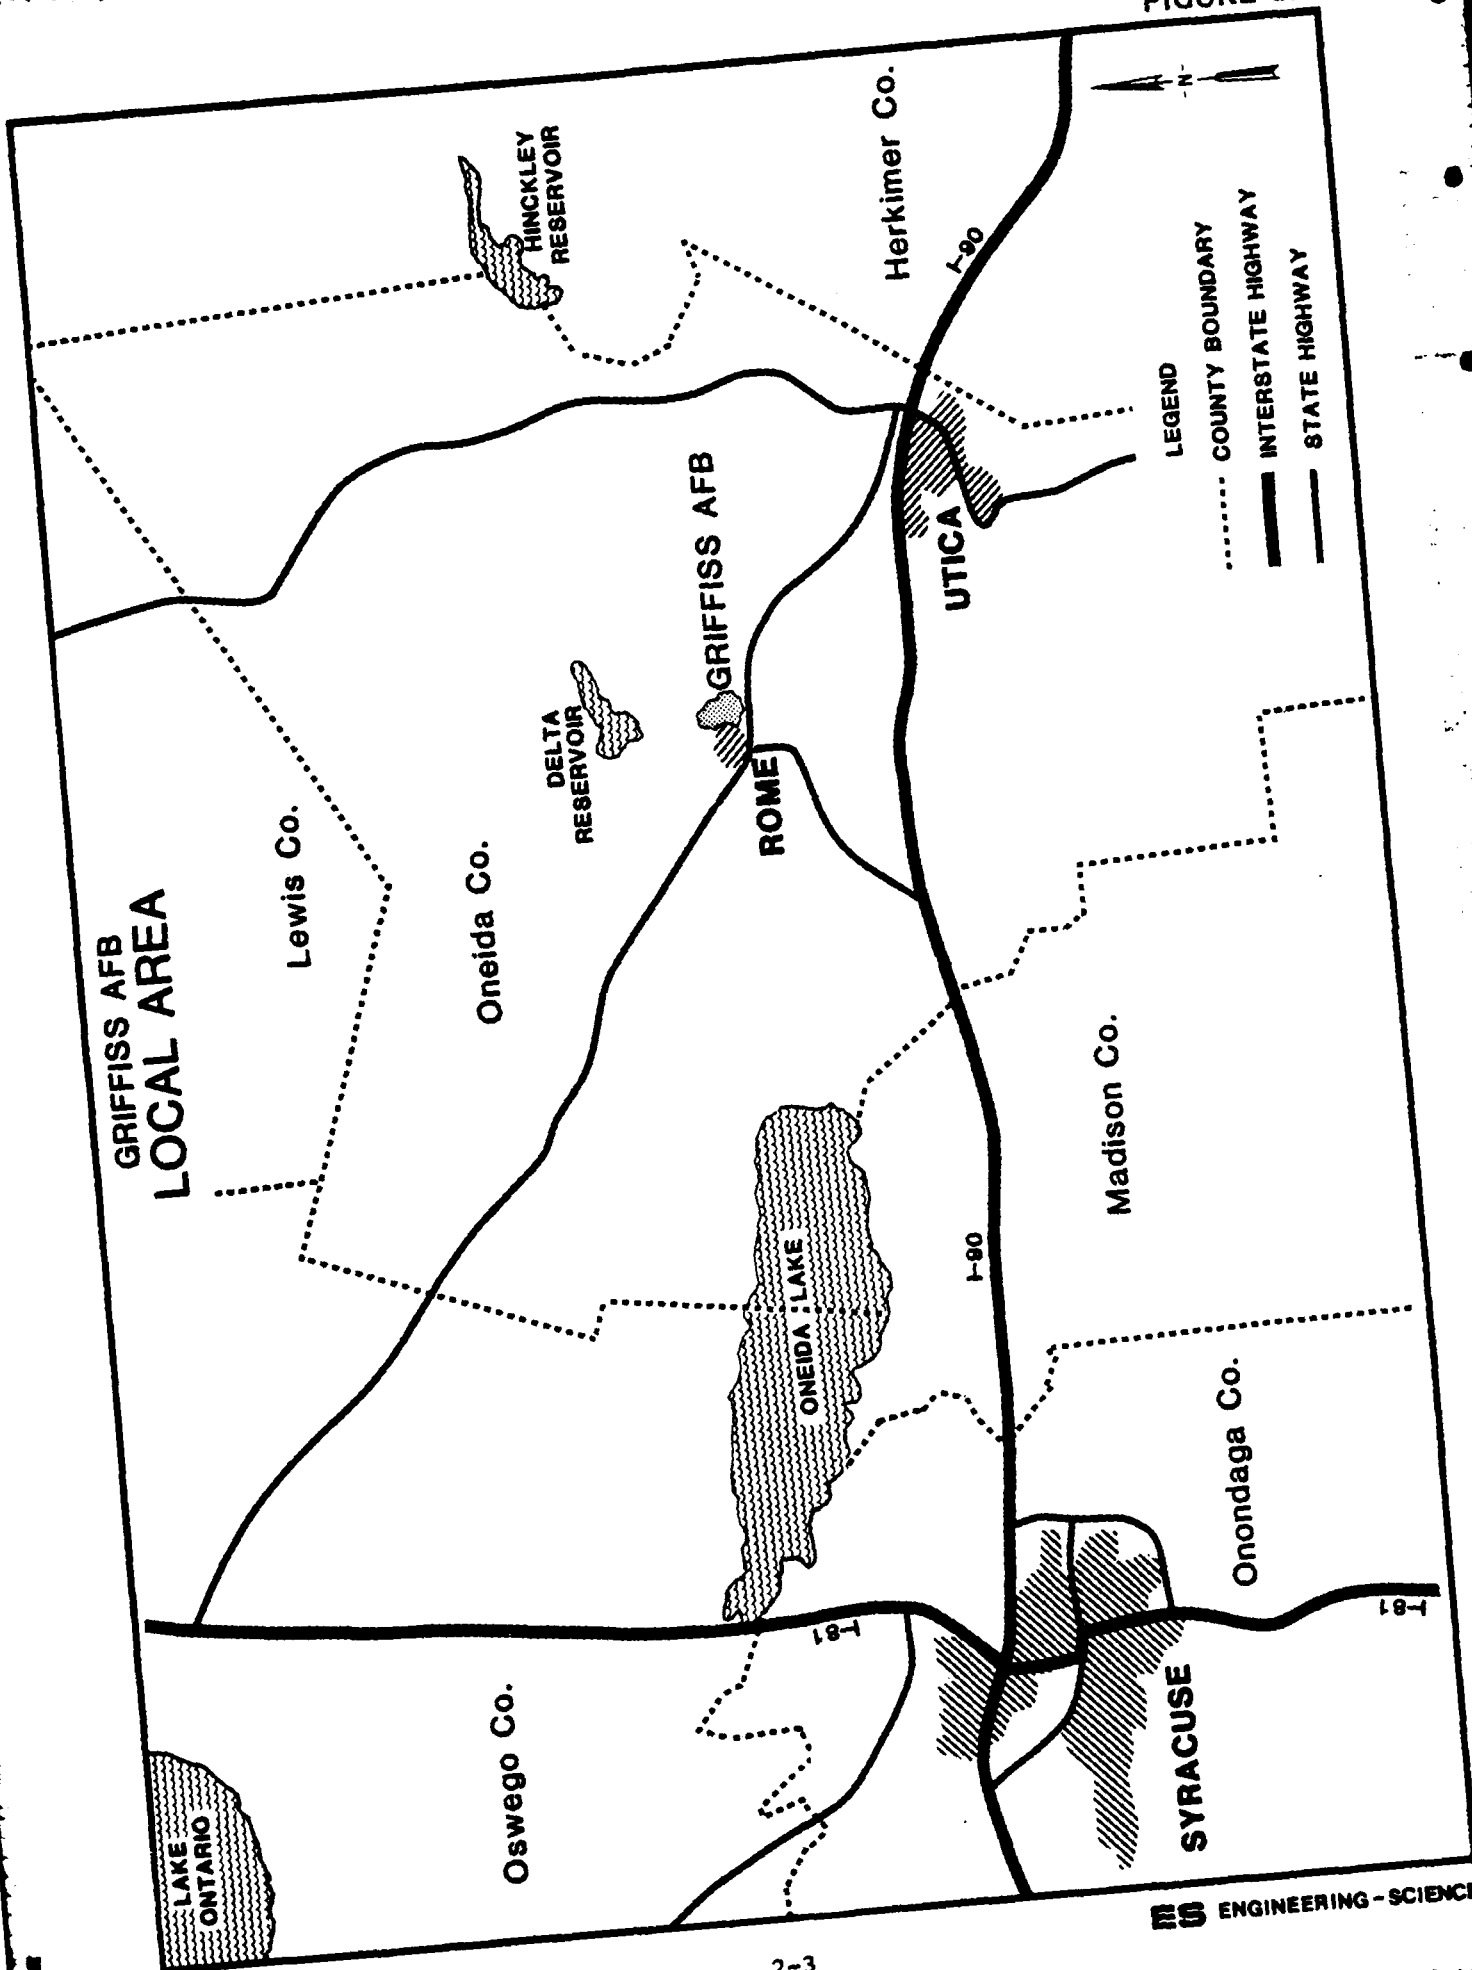 GRIFFISS AFB
LOCAL AREA
LAKE
ONTARIO
Oswego Co.
Lewis Co.
Oneida Co.
HINCKLEY
RESERVOIR
DELTA
RESERVOIR
GRIFFISS AFB
ROME
ONEIDA LAKE
Herkimer Co.
I-90
UTICA
I-81
I-90
Madison Co.
SYRACUSE
Onondaga Co.
I-81
N
LEGEND
COUNTY BOUNDARY
INTERSTATE HIGHWAY
STATE HIGHWAY
ES ENGINEERING-SCIENCE
2-3
FIGURE